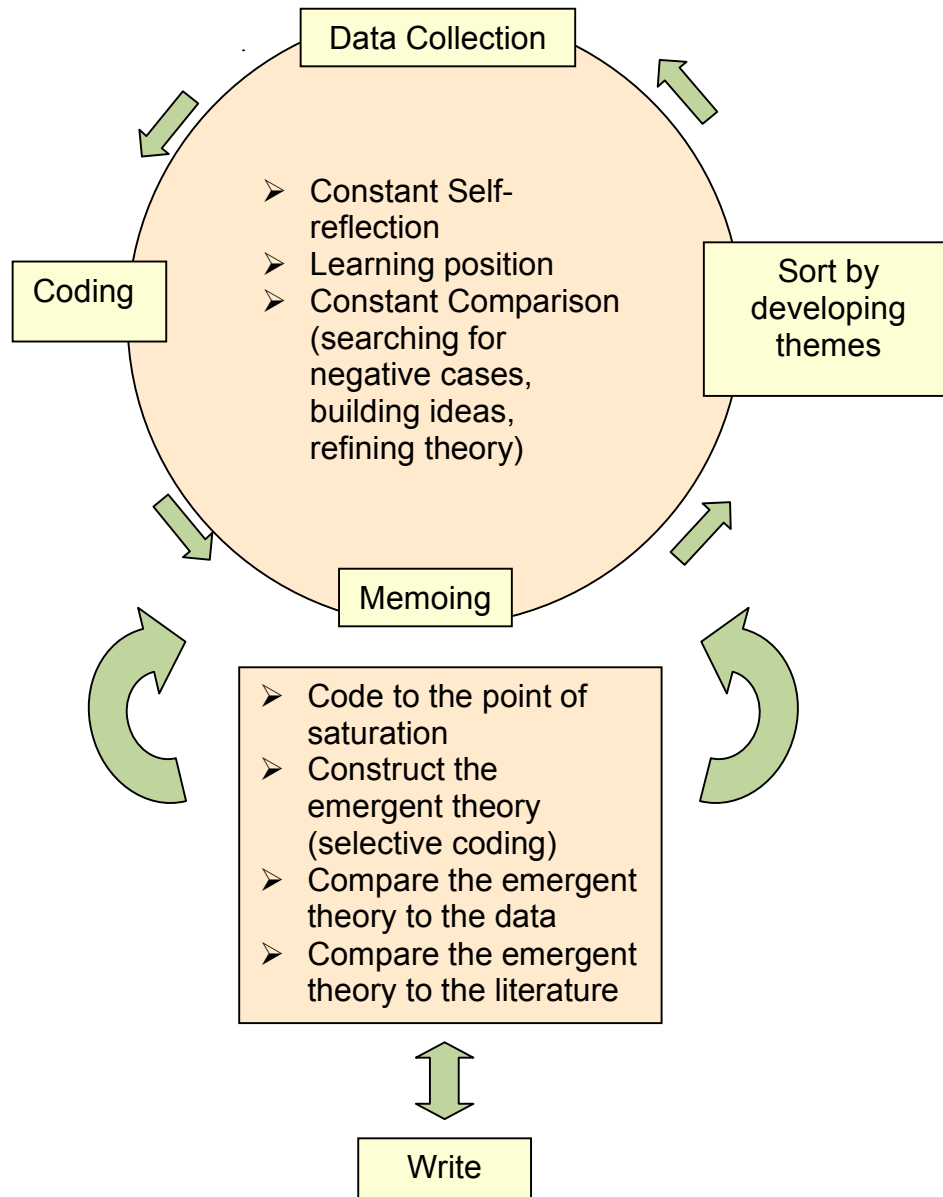 Data Collection
➢ Constant Self-
reflection
➢ Learning position
➢ Constant Comparison
(searching for
negative cases,
building ideas,
refining theory)
Coding
Sort by
developing
themes
Memoing
➢ Code to the point of
saturation
➢ Construct the
emergent theory
(selective coding)
➢ Compare the emergent
theory to the data
➢ Compare the emergent
theory to the literature
Write